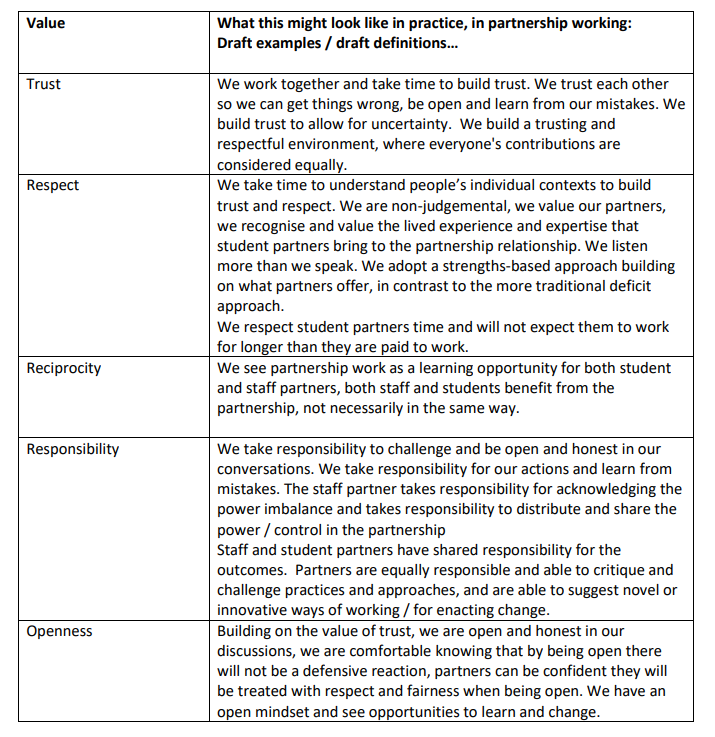 Value
What this might look like in practice, in partnership working:
Draft examples / draft definitions…
Trust
We work together and take time to build trust. We trust each other
so we can get things wrong, be open and learn from our mistakes. We
build trust to allow for uncertainty.  We build a trusting and
respectful environment, where everyone's contributions are
considered equally.
Respect
We take time to understand people’s individual contexts to build
trust and respect. We are non-judgemental, we value our partners,
we recognise and value the lived experience and expertise that
student partners bring to the partnership relationship. We listen
more than we speak. We adopt a strengths-based approach building
on what partners offer, in contrast to the more traditional deficit
approach.
We respect student partners time and will not expect them to work
for longer than they are paid to work.
Reciprocity
We see partnership work as a learning opportunity for both student
and staff partners, both staff and students benefit from the
partnership, not necessarily in the same way.
Responsibility
We take responsibility to challenge and be open and honest in our
conversations. We take responsibility for our actions and learn from
mistakes. The staff partner takes responsibility for acknowledging the
power imbalance and takes responsibility to distribute and share the
power / control in the partnership
Staff and student partners have shared responsibility for the
outcomes.  Partners are equally responsible and able to critique and
challenge practices and approaches, and are able to suggest novel or
innovative ways of working / for enacting change.
Openness
Building on the value of trust, we are open and honest in our
discussions, we are comfortable knowing that by being open there
will not be a defensive reaction, partners can be confident they will
be treated with respect and fairness when being open. We have an
open mindset and see opportunities to learn and change.